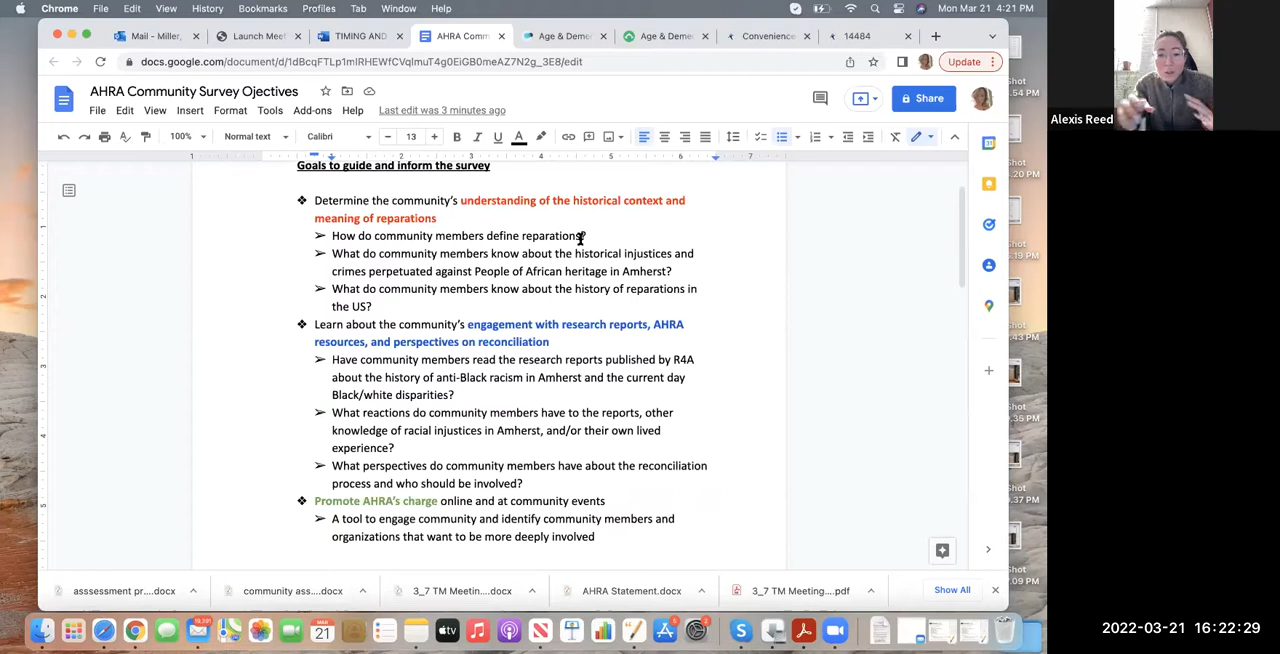 Chrome File Edit View History Bookmarks Profiles Tab Window Help Mon Mar 21 4:21 PM
Mail - Miller, Launch Meet TIMING AND AHRA Comm Age & Deme Age & Deme Convenience 14484
docs.google.com/document/d/1dBcqFTLp1mIRHEWfCVqlmuT4g0EiGB0meAZ7N2g_3E8/edit Update
AHRA Community Survey Objectives
File Edit View Insert Format Tools Add-ons Help Last edit was 3 minutes ago Share
100% Normal text Calibri 13
1 2 3 4 5 6 7
Goals to guide and inform the survey
❖ Determine the community's understanding of the historical context and
meaning of reparations
➢ How do community members define reparations?
➢ What do community members know about the historical injustices and
crimes perpetuated against People of African heritage in Amherst?
➢ What do community members know about the history of reparations in
the US?
❖ Learn about the community's engagement with research reports, AHRA
resources, and perspectives on reconciliation
➢ Have community members read the research reports published by R4A
about the history of anti-Black racism in Amherst and the current day
Black/white disparities?
➢ What reactions do community members have to the reports, other
knowledge of racial injustices in Amherst, and/or their own lived
experience?
➢ What perspectives do community members have about the reconciliation
process and who should be involved?
❖ Promote AHRA's charge online and at community events
➢ A tool to engage community and identify community members and
organizations that want to be more deeply involved
asssessment pr....docx community ass....docx 3_7 TM Meetin....docx AHRA Statement.docx 3_7 TM Meeting....pdf Show All
Alexis Reed
2022-03-21 16:22:29